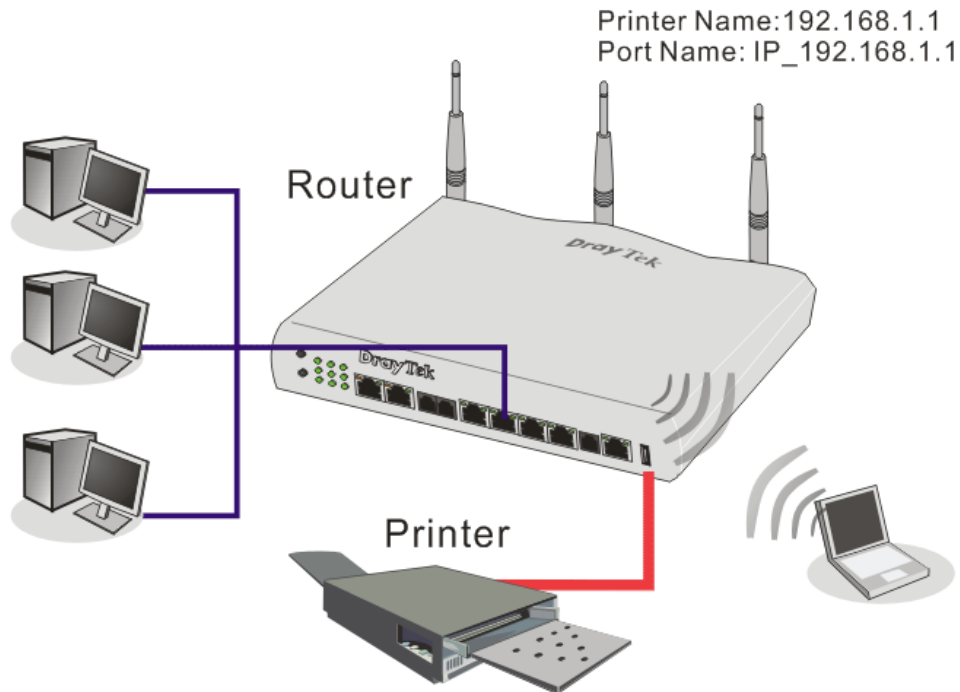 Printer Name:192.168.1.1
Port Name: IP_192.168.1.1
Router
DrayTek
DrayTek
Printer